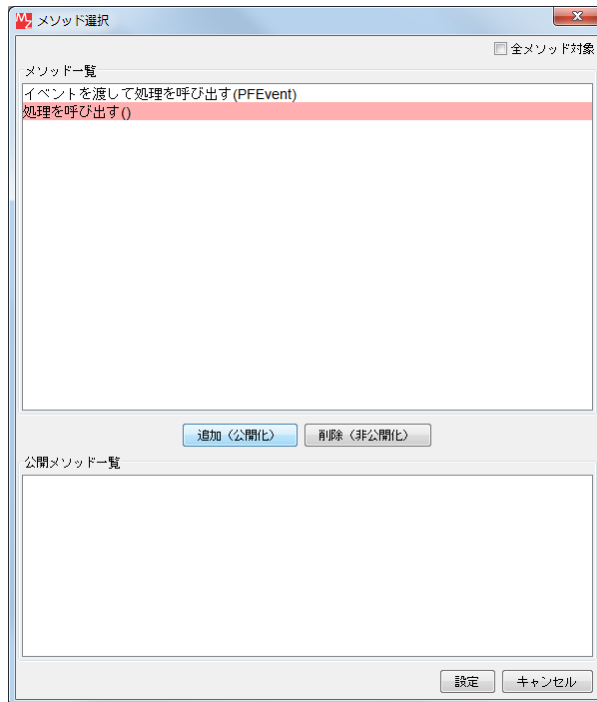 メソッド選択
全メソッド対象
メソッド一覧
イベントを渡して処理を呼び出す(PFEvent)
処理を呼び出す()
追加（公開化） 削除（非公開化）
公開メソッド一覧
設定 キャンセル